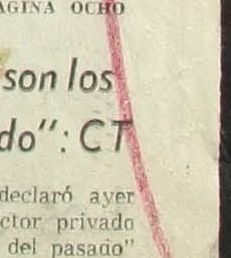 AGINA OCHO
son los
do": CT
declaró ayer
ctor privado
del pasado"